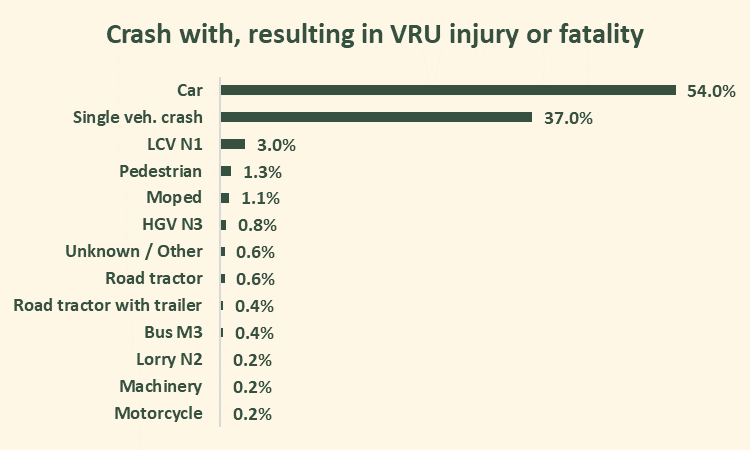 Crash with, resulting in VRU injury or fatality
Car 54.0%
Single veh. crash 37.0%
LCV N1 3.0%
Pedestrian 1.3%
Moped 1.1%
HGV N3 0.8%
Unknown / Other 0.6%
Road tractor 0.6%
Road tractor with trailer 0.4%
Bus M3 0.4%
Lorry N2 0.2%
Machinery 0.2%
Motorcycle 0.2%